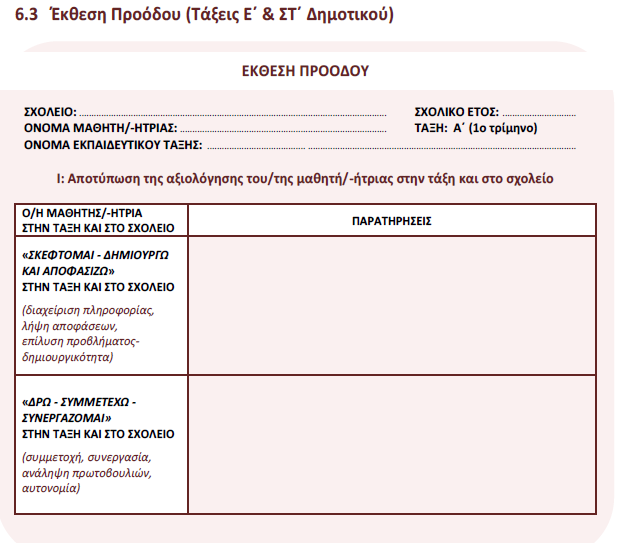 6.3 Έκθεση Προόδου (Τάξεις Ε΄ & ΣΤ΄ Δημοτικού)
ΕΚΘΕΣΗ ΠΡΟΟΔΟΥ
ΣΧΟΛΕΙΟ: ........................ ΣΧΟΛΙΚΟ ΕΤΟΣ: ........................
ΟΝΟΜΑ ΜΑΘΗΤΗ/-ΗΤΡΙΑΣ: ........................ ΤΑΞΗ: Α΄ (1ο τρίμηνο)
ΟΝΟΜΑ ΕΚΠΑΙΔΕΥΤΙΚΟΥ ΤΑΞΗΣ: ........................
Ι: Αποτύπωση της αξιολόγησης του/της μαθητή/-ήτριας στην τάξη και στο σχολείο
Ο/Η ΜΑΘΗΤΗΣ/-ΗΤΡΙΑ
ΣΤΗΝ ΤΑΞΗ ΚΑΙ ΣΤΟ ΣΧΟΛΕΙΟ
ΠΑΡΑΤΗΡΗΣΕΙΣ
«ΣΚΕΦΤΟΜΑΙ - ΔΗΜΙΟΥΡΓΩ
ΚΑΙ ΑΠΟΦΑΣΙΖΩ»
ΣΤΗΝ ΤΑΞΗ ΚΑΙ ΣΤΟ ΣΧΟΛΕΙΟ
(διαχείριση πληροφορίας,
λήψη αποφάσεων,
επίλυση προβλήματος-
δημιουργικότητα)
«ΔΡΩ - ΣΥΜΜΕΤΕΧΩ -
ΣΥΝΕΡΓΑΖΟΜΑΙ»
ΣΤΗΝ ΤΑΞΗ ΚΑΙ ΣΤΟ ΣΧΟΛΕΙΟ
(συμμετοχή, συνεργασία,
ανάληψη πρωτοβουλιών,
αυτονομία)